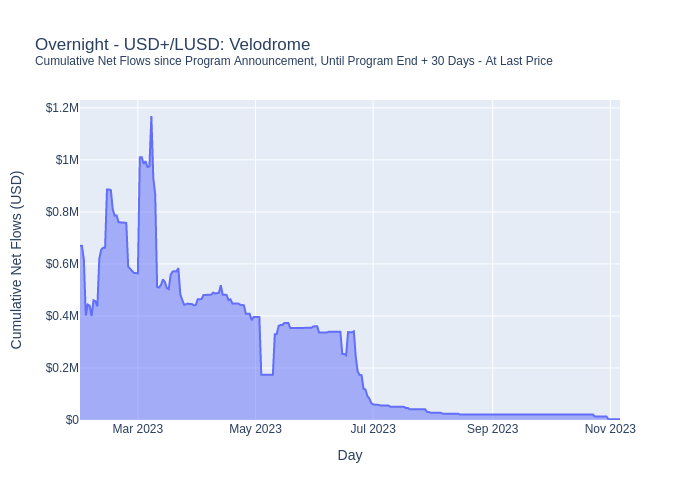 Overnight - USD+/LUSD: Velodrome
Cumulative Net Flows since Program Announcement, Until Program End + 30 Days - At Last Price
Cumulative Net Flows (USD)
$1.2M
$1M
$0.8M
$0.6M
$0.4M
$0.2M
$0
Mar 2023 May 2023 Jul 2023 Sep 2023 Nov 2023
Day